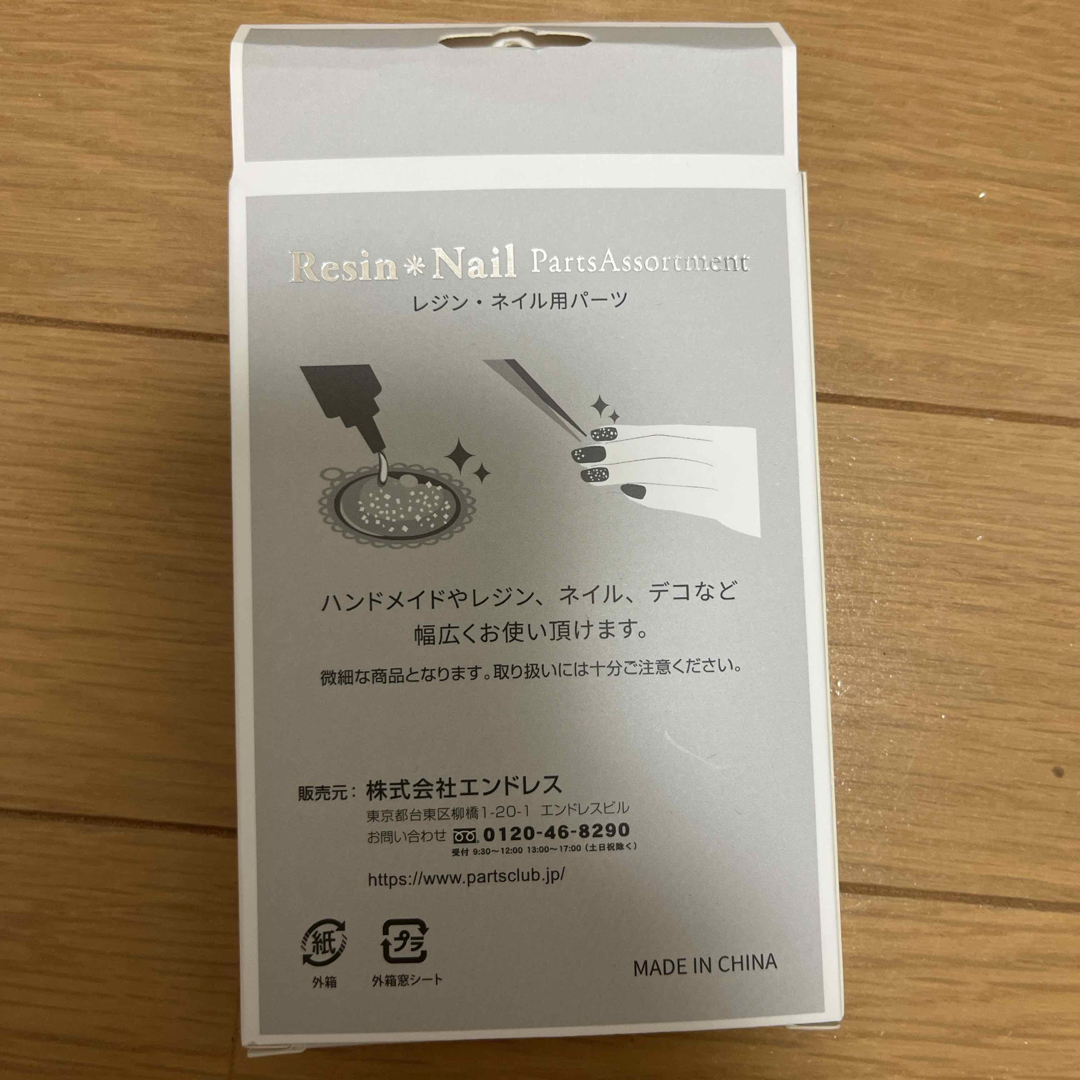 Resin*Nail PartsAssortment
レジン・ネイル用パーツ
ハンドメイドやレジン、ネイル、デコなど
幅広くお使い頂けます。
微細な商品となります。取り扱いには十分ご注意ください。
販売元：株式会社エンドレス
東京都台東区柳橋1-20-1 エンドレスビル
お問い合わせ 0120-46-8290
受付 9:30〜12:00 13:00〜17:00（土日祝除く）
https://www.partsclub.jp/
紙 プラ
外箱 外箱窓シート
MADE IN CHINA